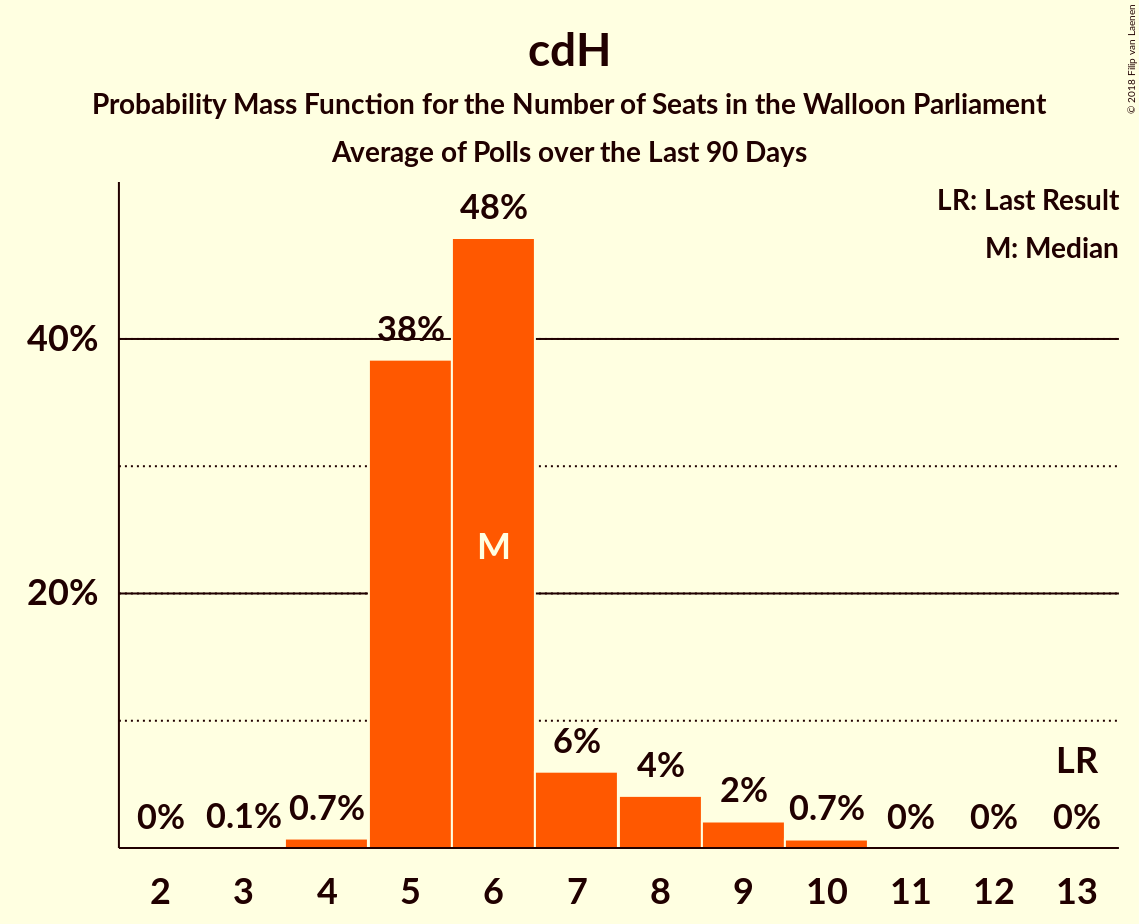 cdH
Probability Mass Function for the Number of Seats in the Walloon Parliament
Average of Polls over the Last 90 Days
© 2018 Filip van Laenen
LR: Last Result
M: Median
48%
38%
40%
M
20%
6%
4%
2%
LR
0% 0.1% 0.7% 0.7% 0% 0% 0%
2 3 4 5 6 7 8 9 10 11 12 13